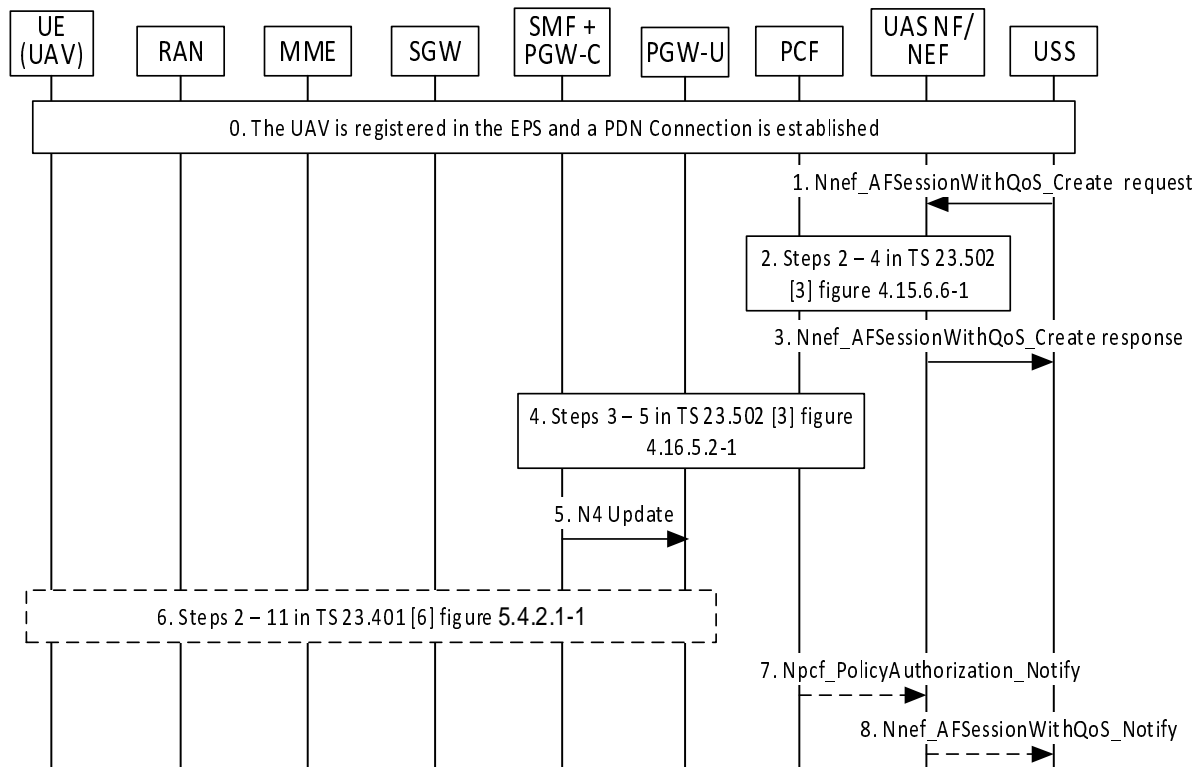 UE
(UAV)
RAN
MME
SGW
SMF +
PGW-C
PGW-U
PCF
UAS NF/
NEF
USS
0. The UAV is registered in the EPS and a PDN Connection is established
1. Nnef_AFSessionWithQoS_Create request
2. Steps 2 – 4 in TS 23.502
[3] figure 4.15.6.6-1
3. Nnef_AFSessionWithQoS_Create response
4. Steps 3 – 5 in TS 23.502 [3] figure
4.16.5.2-1
5. N4 Update
6. Steps 2 – 11 in TS 23.401 [6] figure 5.4.2.1-1
7. Npcf_PolicyAuthorization_Notify
8. Nnef_AFSessionWithQoS_Notify